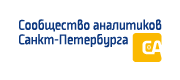 Сообщество аналитиков
Санкт-Петербурга
СА